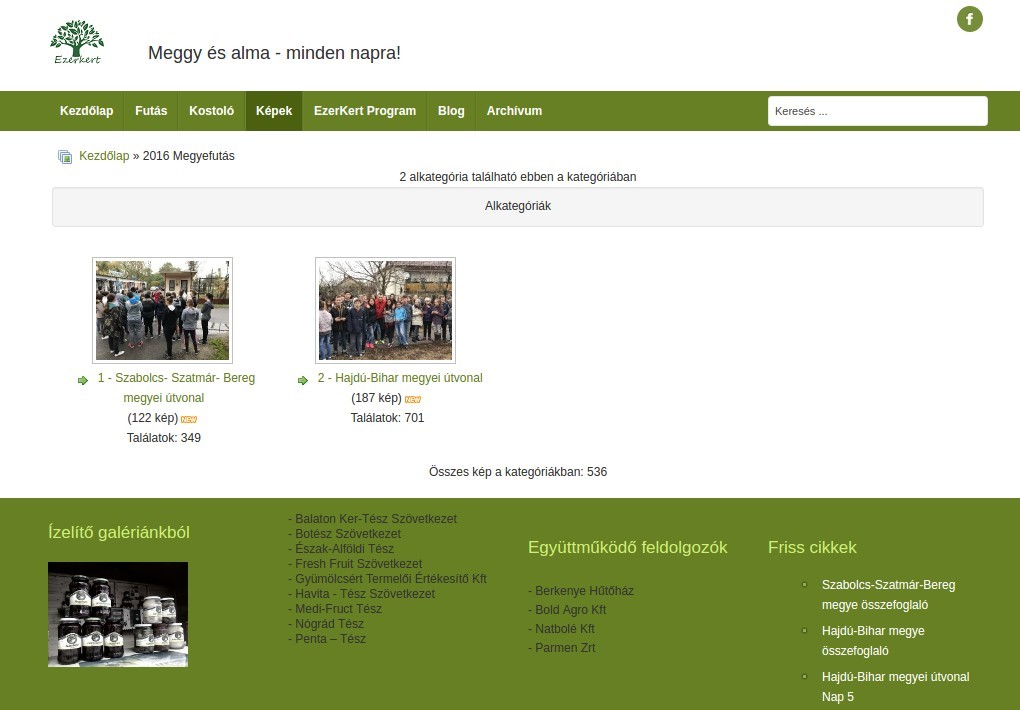 Ezerkert
Meggy és alma - minden napra!
f
Kezdőlap
Futás
Kostoló
Képek
EzerKert Program
Blog
Archívum
Keresés ...
Kezdőlap » 2016 Megyefutás
2 alkategória található ebben a kategóriában
Alkategóriák
1 - Szabolcs- Szatmár- Bereg
megyei útvonal
(122 kép) NEW
Találatok: 349
2 - Hajdú-Bihar megyei útvonal
(187 kép) NEW
Találatok: 701
Összes kép a kategóriákban: 536
Ízelítő galériánkból
- Balaton Ker-Tész Szövetkezet
- Botész Szövetkezet
- Észak-Alföldi Tész
- Fresh Fruit Szövetkezet
- Gyümölcsért Termelői Értékesítő Kft
- Havita - Tész Szövetkezet
- Medi-Fruct Tész
- Nógrád Tész
- Penta – Tész
Együttműködő feldolgozók
- Berkenye Hűtőház
- Bold Agro Kft
- Natbolé Kft
- Parmen Zrt
Friss cikkek
Szabolcs-Szatmár-Bereg
megye összefoglaló
Hajdú-Bihar megye
összefoglaló
Hajdú-Bihar megyei útvonal
Nap 5